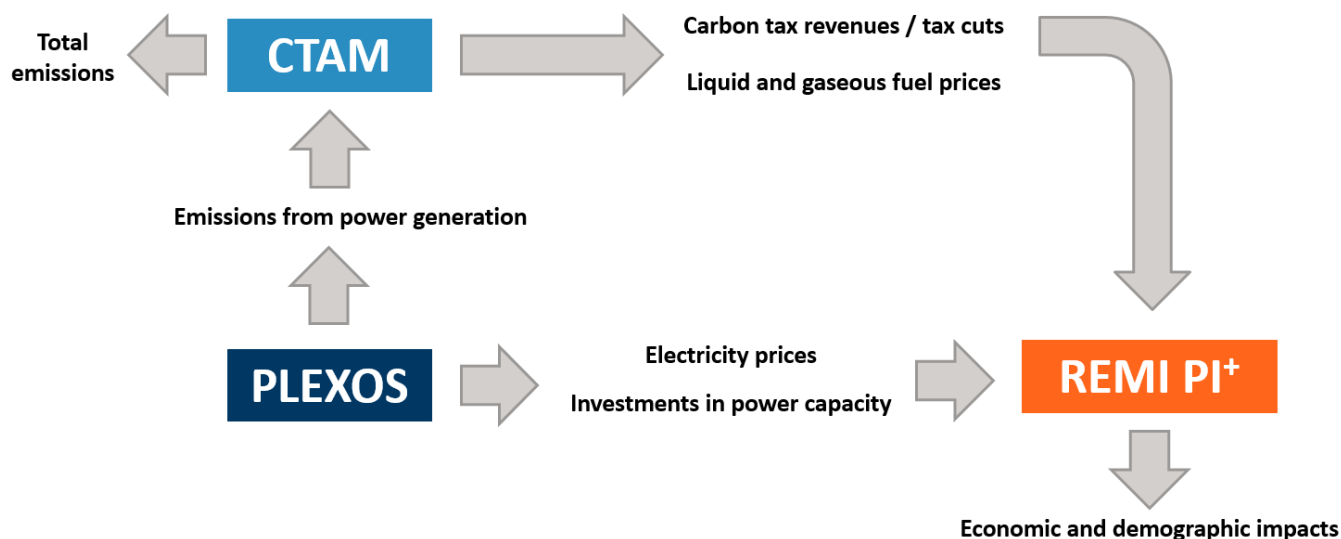 Total
emissions
CTAM
Carbon tax revenues / tax cuts
Liquid and gaseous fuel prices
Emissions from power generation
PLEXOS
Electricity prices
Investments in power capacity
REMI PI⁺
Economic and demographic impacts